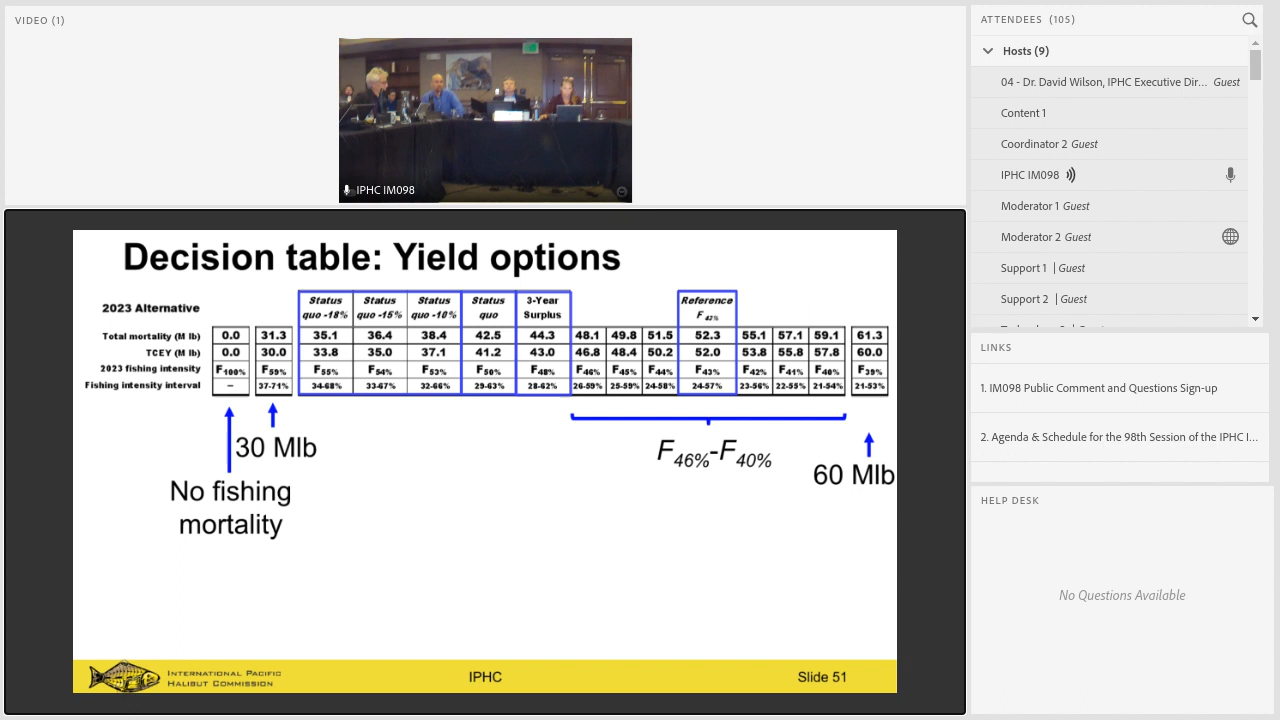 VIDEO (1)
IPHC IM098
Decision table: Yield options
2023 Alternative
Status quo -18%
Status quo -15%
Status quo -10%
Status quo
3-Year Surplus
Reference F 42%
Total mortality (M lb) 0.0 31.3 35.1 36.4 38.4 42.5 44.3 48.1 49.8 51.5 52.3 55.1 57.1 59.1 61.3
TCEY (M lb) 0.0 30.0 33.8 35.0 37.1 41.2 43.0 46.8 48.4 50.2 52.0 53.8 55.8 57.8 60.0
2023 fishing intensity F100% F59% F55% F54% F53% F50% F48% F46% F45% F44% F43% F42% F41% F40% F39%
Fishing intensity interval – 37-71% 34-68% 33-67% 32-66% 29-63% 28-62% 26-59% 25-59% 24-58% 24-57% 23-56% 22-55% 21-54% 21-53%
30 Mlb
No fishing
mortality
F46%-F40%
60 Mlb
INTERNATIONAL PACIFIC
HALIBUT COMMISSION
IPHC
Slide 51
ATTENDEES (105)
Hosts (9)
04 - Dr. David Wilson, IPHC Executive Dir... Guest
Content 1
Coordinator 2 Guest
IPHC IM098
Moderator 1 Guest
Moderator 2 Guest
Support 1 | Guest
Support 2 | Guest
LINKS
1. IM098 Public Comment and Questions Sign-up
2. Agenda & Schedule for the 98th Session of the IPHC I...
HELP DESK
No Questions Available